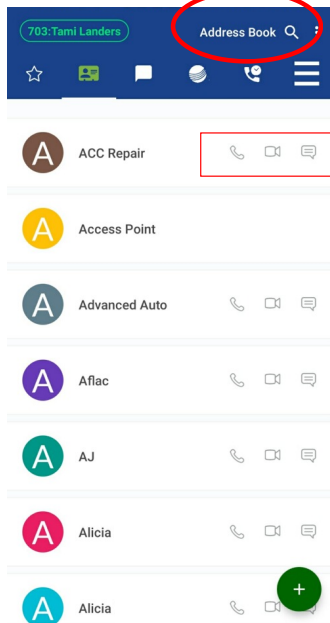 703:Tami Landers
Address Book
A ACC Repair
A Access Point
A Advanced Auto
A Aflac
A AJ
A Alicia
A Alicia